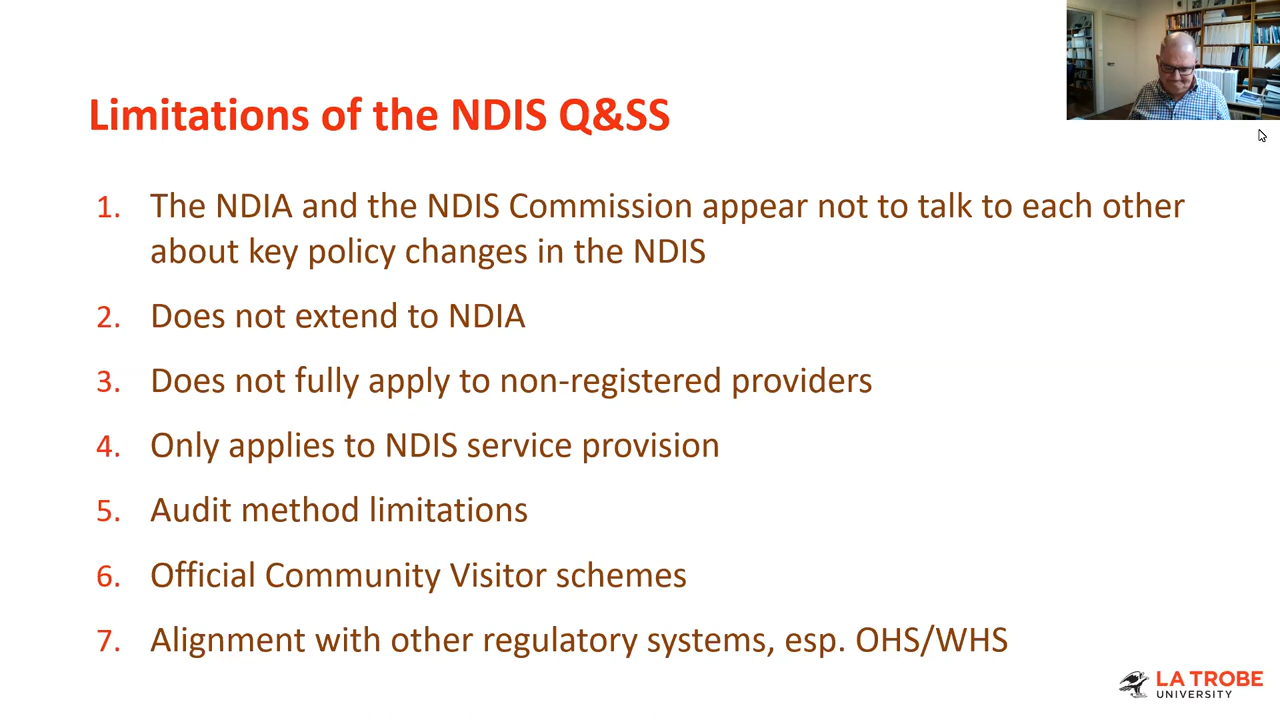 Limitations of the NDIS Q&SS
1. The NDIA and the NDIS Commission appear not to talk to each other
about key policy changes in the NDIS
2. Does not extend to NDIA
3. Does not fully apply to non-registered providers
4. Only applies to NDIS service provision
5. Audit method limitations
6. Official Community Visitor schemes
7. Alignment with other regulatory systems, esp. OHS/WHS
LA TROBE
UNIVERSITY